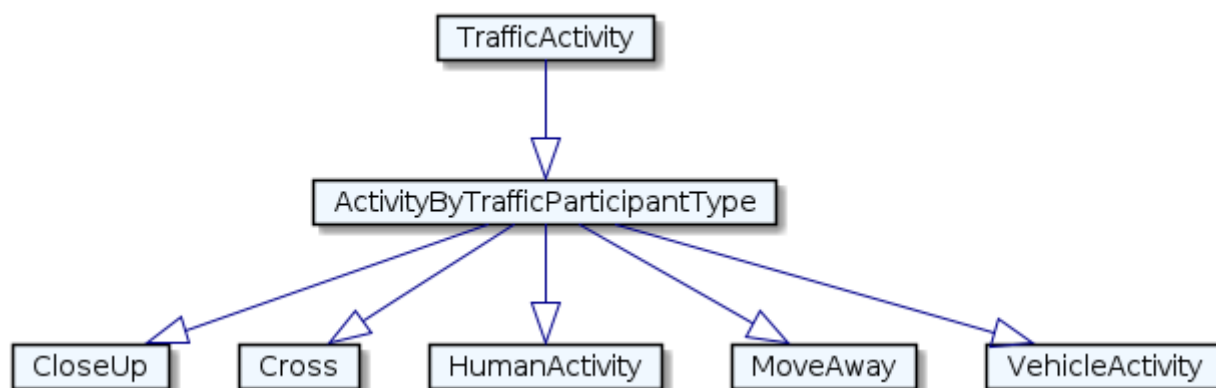 TrafficActivity
ActivityByTrafficParticipantType
CloseUp
Cross
HumanActivity
MoveAway
VehicleActivity